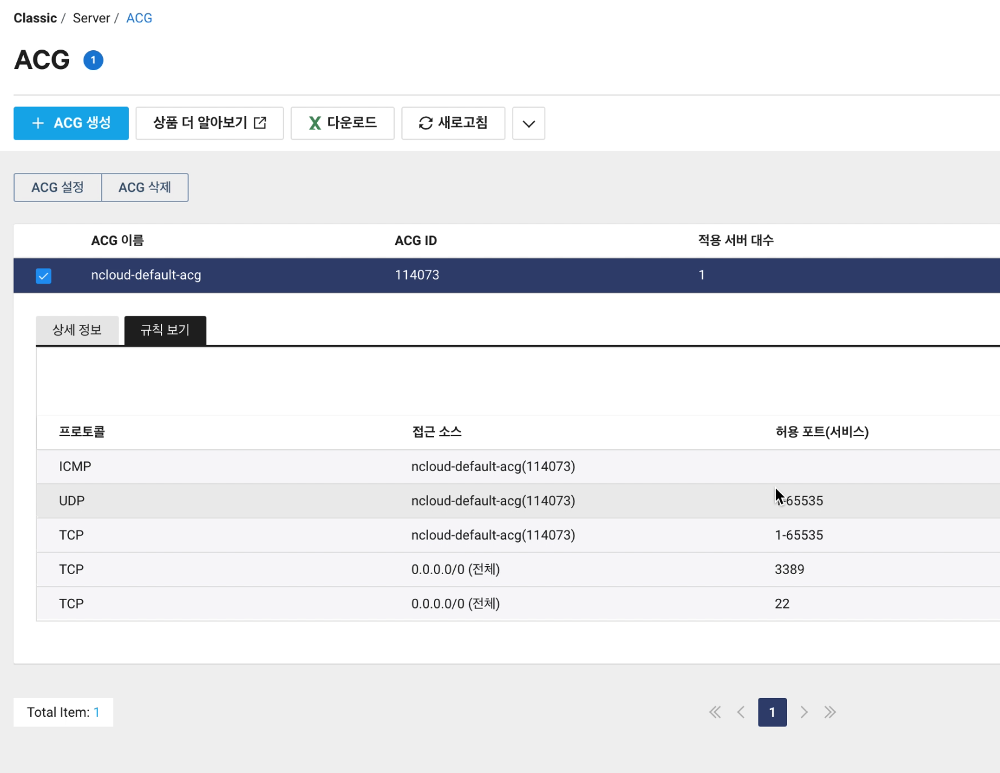 Classic / Server / ACG
ACG 1
+ ACG 생성 상품 더 알아보기 다운로드 새로고침
ACG 설정 ACG 삭제
ACG 이름 ACG ID 적용 서버 대수
ncloud-default-acg 114073 1
상세 정보 규칙 보기
프로토콜 접근 소스 허용 포트(서비스)
ICMP ncloud-default-acg(114073)
UDP ncloud-default-acg(114073) 1-65535
TCP ncloud-default-acg(114073) 1-65535
TCP 0.0.0.0/0 (전체) 3389
TCP 0.0.0.0/0 (전체) 22
Total Item: 1 1